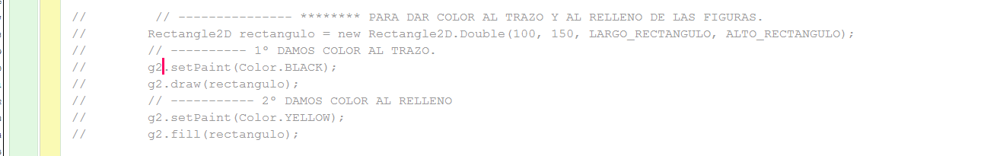 //         // --------------- ******** PARA DAR COLOR AL TRAZO Y AL RELLENO DE LAS FIGURAS.
//        Rectangle2D rectangulo = new Rectangle2D.Double(100, 150, LARGO_RECTANGULO, ALTO_RECTANGULO);
//        // ---------- 1º DAMOS COLOR AL TRAZO.
//        g2.setPaint(Color.BLACK);
//        g2.draw(rectangulo);
//        // ----------- 2º DAMOS COLOR AL RELLENO
//        g2.setPaint(Color.YELLOW);
//        g2.fill(rectangulo);